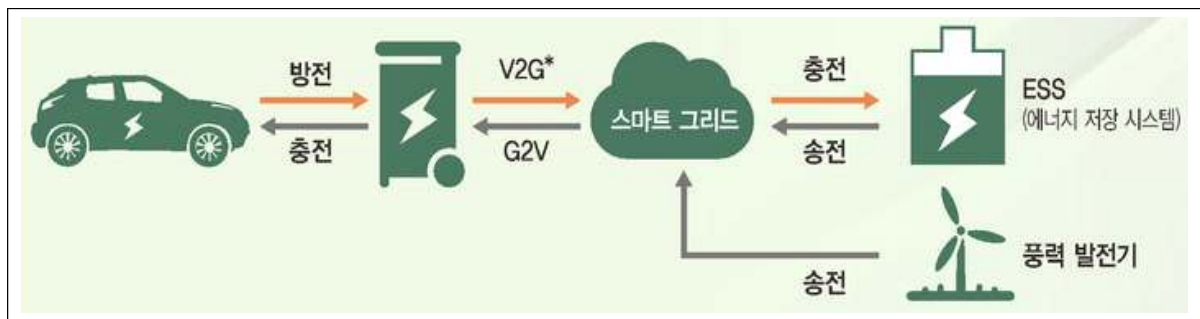 방전
충전
V2G*
G2V
스마트 그리드
충전
송전
ESS
(에너지 저장 시스템)
송전
풍력 발전기